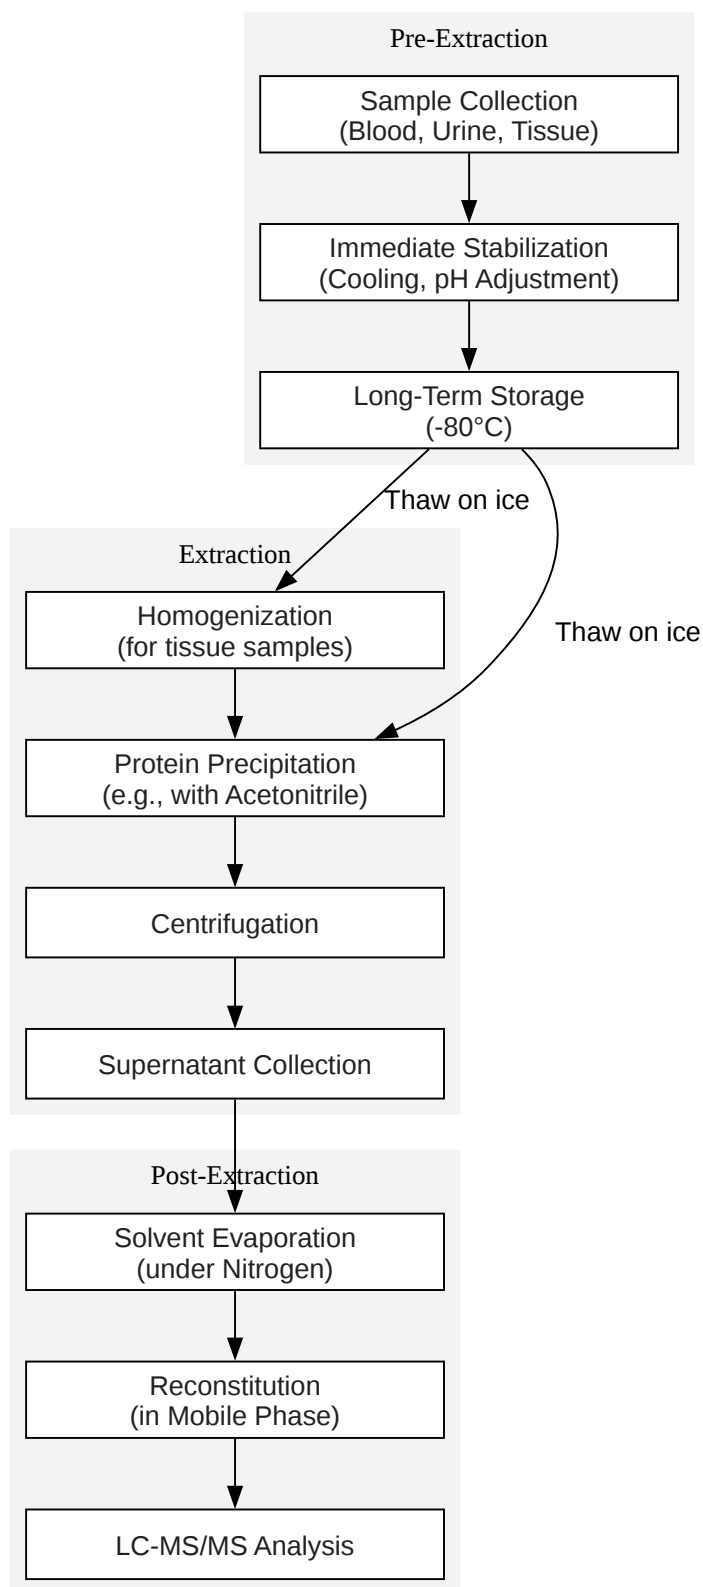 Pre-Extraction
Sample Collection
(Blood, Urine, Tissue)
Immediate Stabilization
(Cooling, pH Adjustment)
Long-Term Storage
(-80°C)
Thaw on ice
Extraction
Homogenization
(for tissue samples)
Thaw on ice
Protein Precipitation
(e.g., with Acetonitrile)
Centrifugation
Supernatant Collection
Post-Extraction
Solvent Evaporation
(under Nitrogen)
Reconstitution
(in Mobile Phase)
LC-MS/MS Analysis